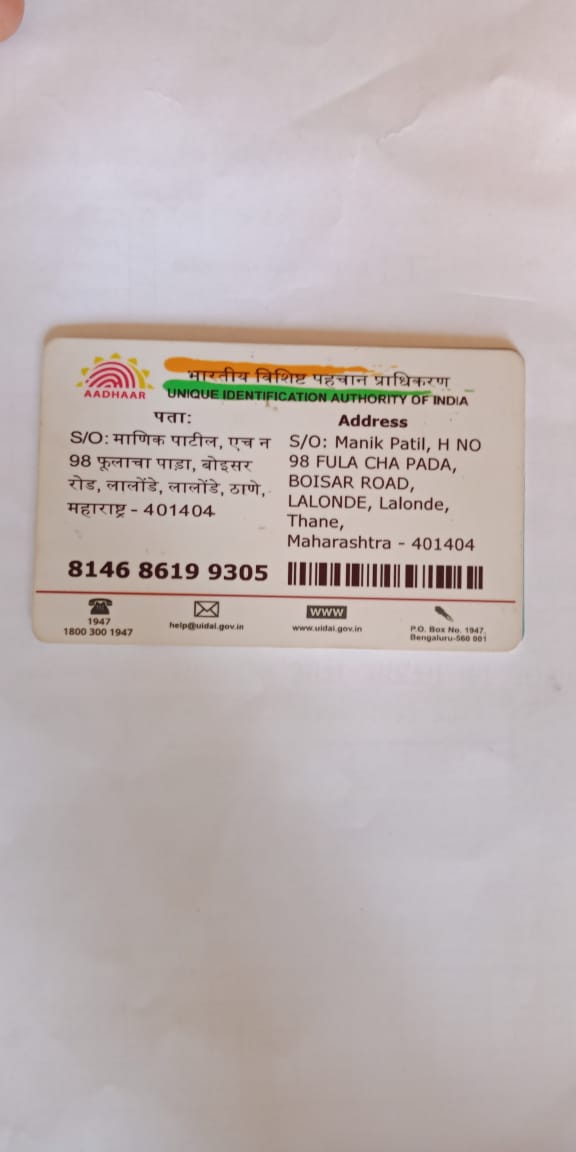 AADHAAR
भारतीय विशिष्ट पहचान प्राधिकरण
UNIQUE IDENTIFICATION AUTHORITY OF INDIA
पता:
S/O: माणिक पाटील, एच न
98 फूलाचा पाड़ा, बोइसर
रोड, लालोंडे, लालोंडे, ठाणे,
महाराष्ट्र - 401404
Address
S/O: Manik Patil, H NO
98 FULA CHA PADA,
BOISAR ROAD,
LALONDE, Lalonde,
Thane,
Maharashtra - 401404
8146 8619 9305
1947
1800 300 1947
help@uidai.gov.in
www
www.uidai.gov.in
P.O. Box No. 1947,
Bengaluru-560 001